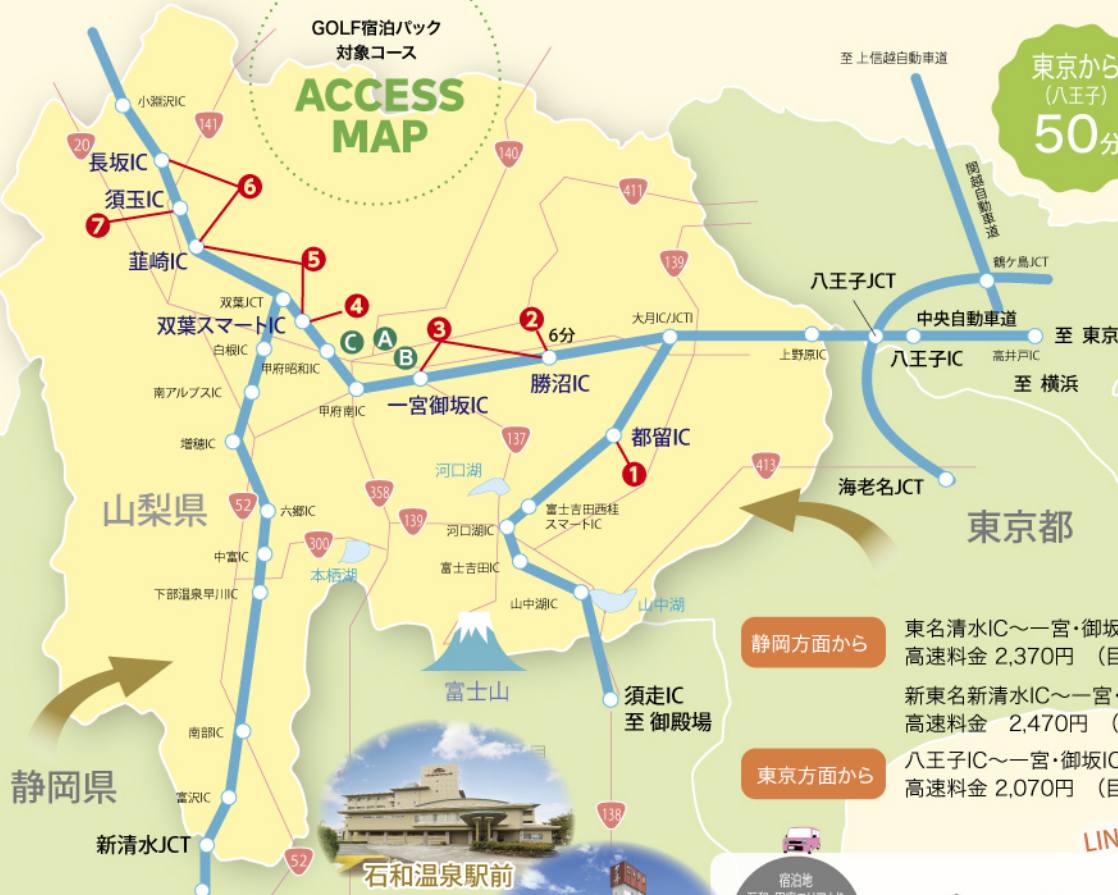 GOLF宿泊パック
対象コース
ACCESS
MAP
東京から
(八王子)
50分
至 上信越自動車道
関越自動車道
鶴ケ島JCT
小淵沢IC
141
20
長坂IC
6
須玉IC
7
韮崎IC
140
411
139
5
双葉JCT
4
双葉スマートIC
白根IC
C
A
B
3
2
6分
大月IC/JCTI
八王子JCT
中央自動車道
至 東京
上野原IC
八王子IC
高井戸IC
至 横浜
甲府昭和IC
南アルプスIC
甲府南IC
一宮御坂IC
勝沼IC
増穂IC
都留IC
137
1
413
河口湖
海老名JCT
山梨県
52
358
139
六郷IC
河口湖IC
富士吉田西桂
スマートIC
東京都
300
中富IC
本栖湖
富士吉田IC
下部温泉早川IC
山中湖IC
山中湖
静岡方面から
東名清水IC～一宮・御坂
高速料金 2,370円 (目
新東名新清水IC～一宮・
高速料金 2,470円 (
富士山
須走IC
至 御殿場
南部IC
東京方面から
八王子IC～一宮・御坂IC
高速料金 2,070円 (目
静岡県
富沢IC
138
新清水JCT
52
石和温泉駅前
LIN
宿泊地